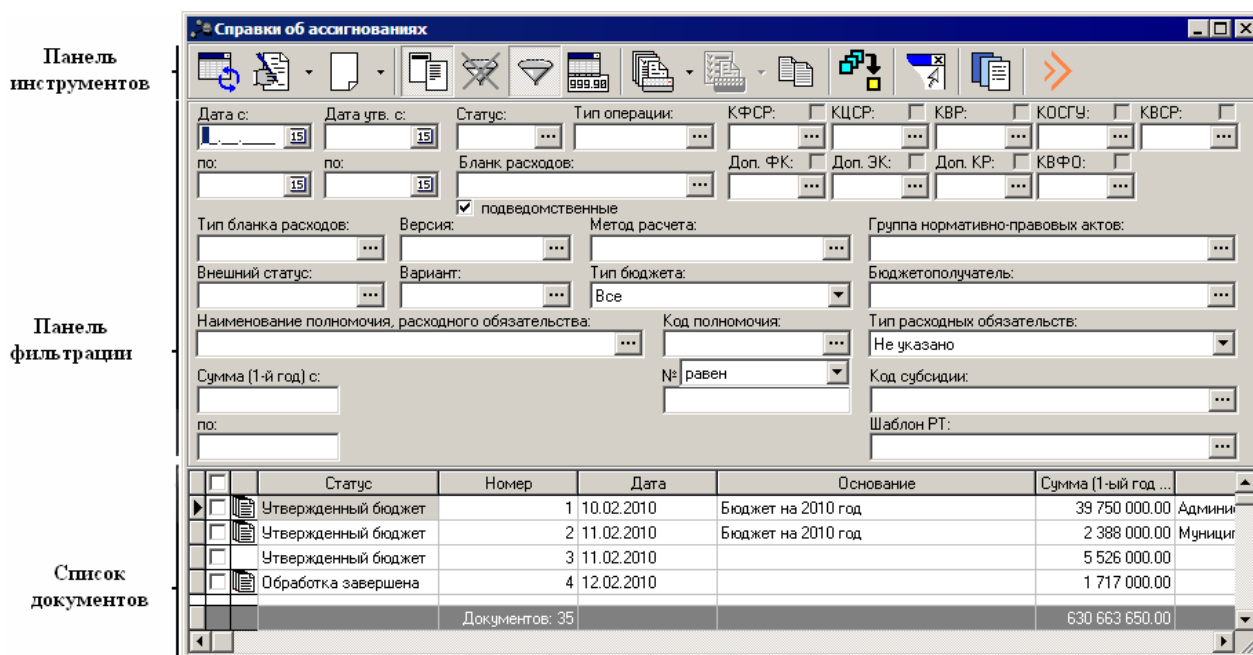 Справки об ассигнованиях
Панель
инструментов
999.98
Дата с: Дата утв. с: Статус: Тип операции: КФСР: КЦСР: КВР: КОСГУ: КВСР:
_._.____ 15 15
по: по: Бланк расходов: Доп. ФК: Доп. ЭК: Доп. КР: КВФО:
15 15
подведомственные
Тип бланка расходов: Версия: Метод расчета: Группа нормативно-правовых актов:
Внешний статус: Вариант: Тип бюджета: Бюджетополучатель:
Все
Панель
фильтрации
Наименование полномочия, расходного обязательства: Код полномочия: Тип расходных обязательств:
Не указано
Сумма (1-й год) с: № равен Код субсидии:
по: Шаблон РТ:
Статус Номер Дата Основание Сумма (1-ый год ...
Утвержденный бюджет 1 10.02.2010 Бюджет на 2010 год 39 750 000.00 Админи
Утвержденный бюджет 2 11.02.2010 Бюджет на 2010 год 2 388 000.00 Муницип
Утвержденный бюджет 3 11.02.2010 5 526 000.00
Обработка завершена 4 12.02.2010 1 717 000.00
Список
документов
Документов: 35 630 663 650.00